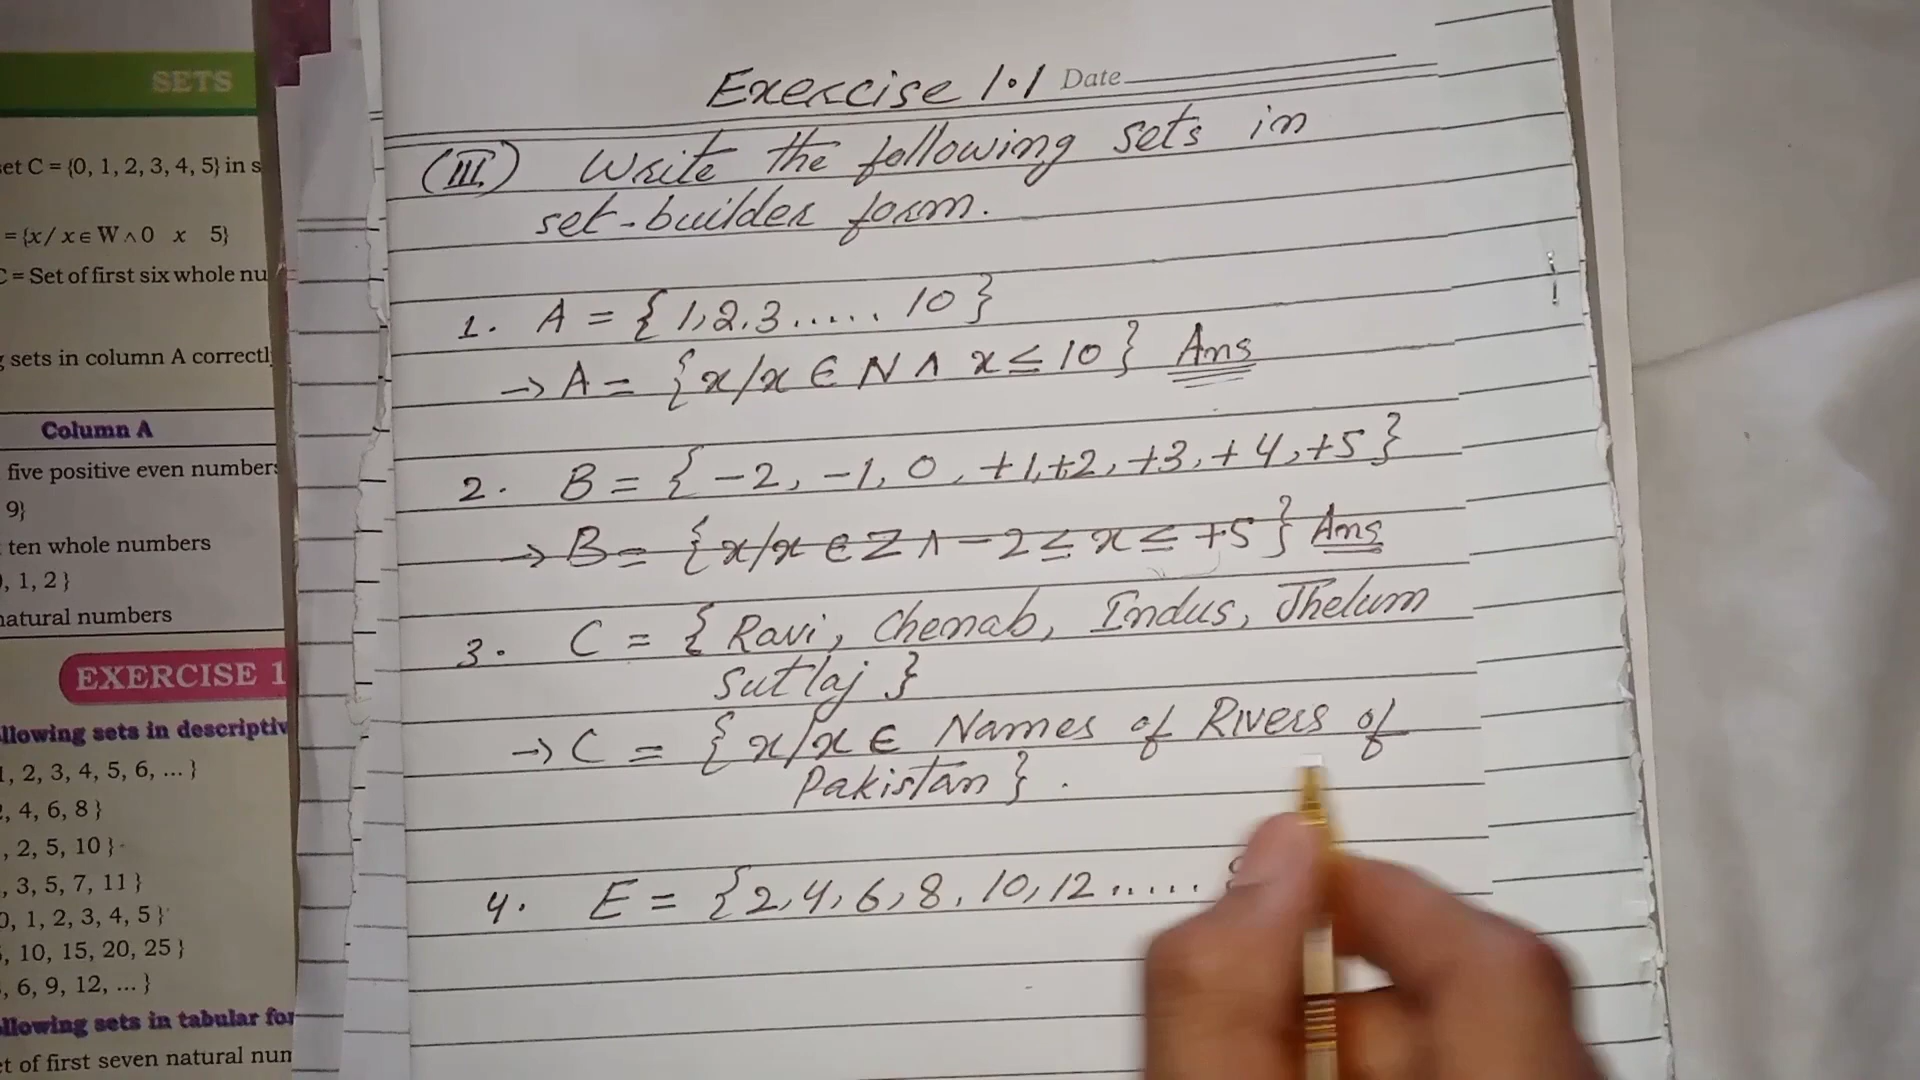 SETS
et C = {0, 1, 2, 3, 4, 5} in s
= {x / x ∈ W ∧ 0 x 5}
C = Set of first six whole nu
sets in column A correctl
Column A
five positive even number
9}
ten whole numbers
, 1, 2 }
natural numbers
EXERCISE 1
llowing sets in descriptiv
1, 2, 3, 4, 5, 6, ... }
, 4, 6, 8 }
, 2, 5, 10 }
, 3, 5, 7, 11 }
0, 1, 2, 3, 4, 5 }
, 10, 15, 20, 25 }
, 6, 9, 12, ... }
llowing sets in tabular for
et of first seven natural num
Exercise 1.1 Date
(III) Write the following sets in
set-builder form.
1. A = { 1,2,3 ..... 10 }
→ A = { x/x ∈ N ∧ x ≤ 10 } Ans
2. B = { -2, -1, 0, +1,+2, +3, +4, +5 }
→ B = { x/x ∈ Z ∧ -2 ≤ x ≤ +5 } Ans
3. C = { Ravi, Chenab, Indus, Jhelum
Sutlaj }
→ C = { x/x ∈ Names of Rivers of
Pakistan } .
4. E = { 2,4,6,8,10,12 .....